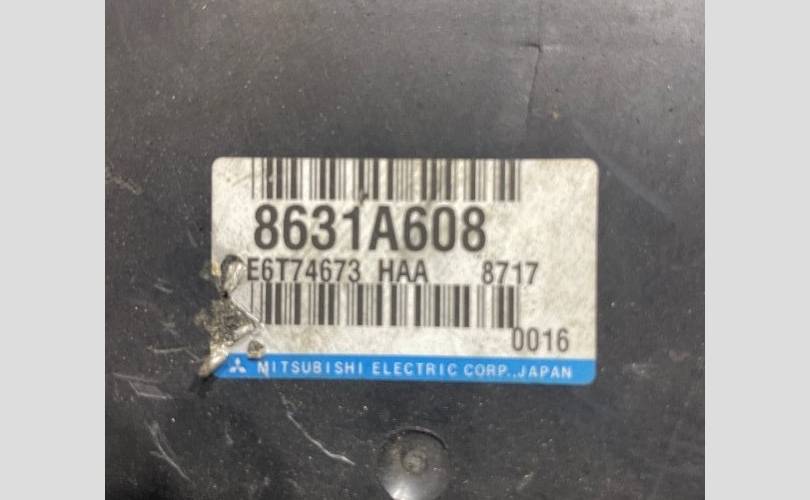 8631A608
E6T74673 HAA 8717
0016
MITSUBISHI ELECTRIC CORP.,JAPAN